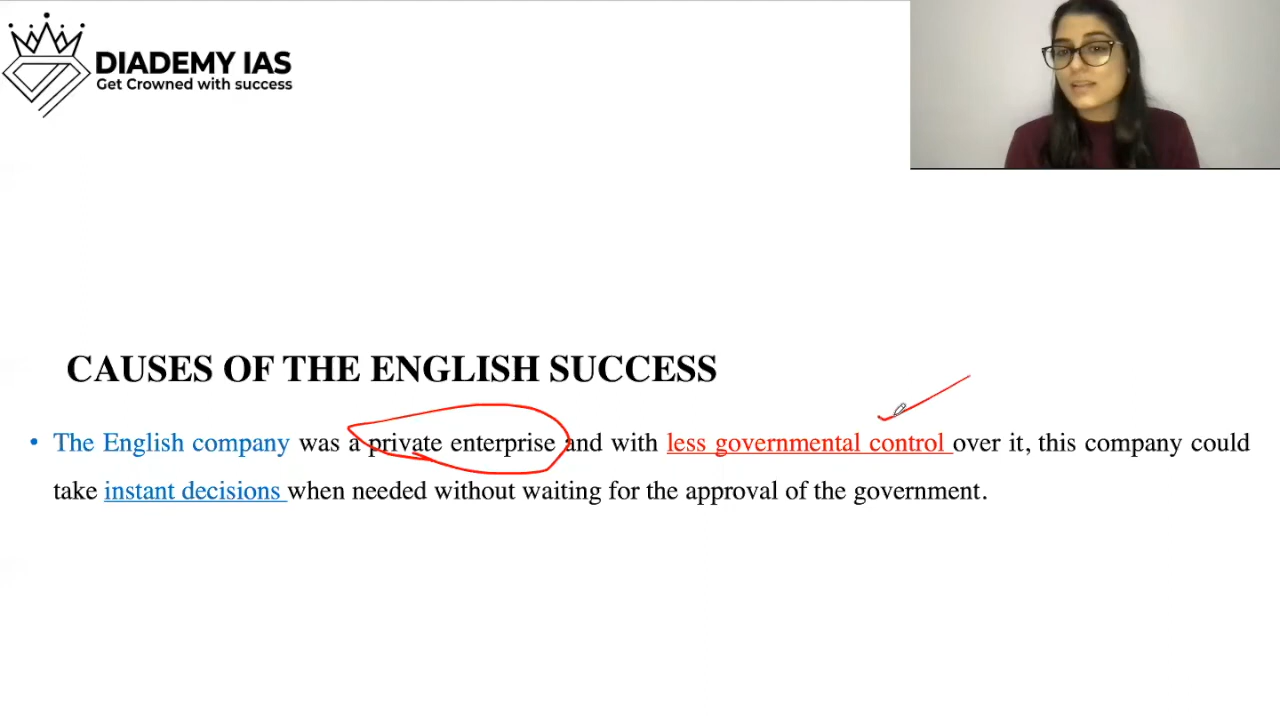 DIADEMY IAS
Get Crowned with success
CAUSES OF THE ENGLISH SUCCESS
• The English company was a private enterprise and with less governmental control over it, this company could
take instant decisions when needed without waiting for the approval of the government.